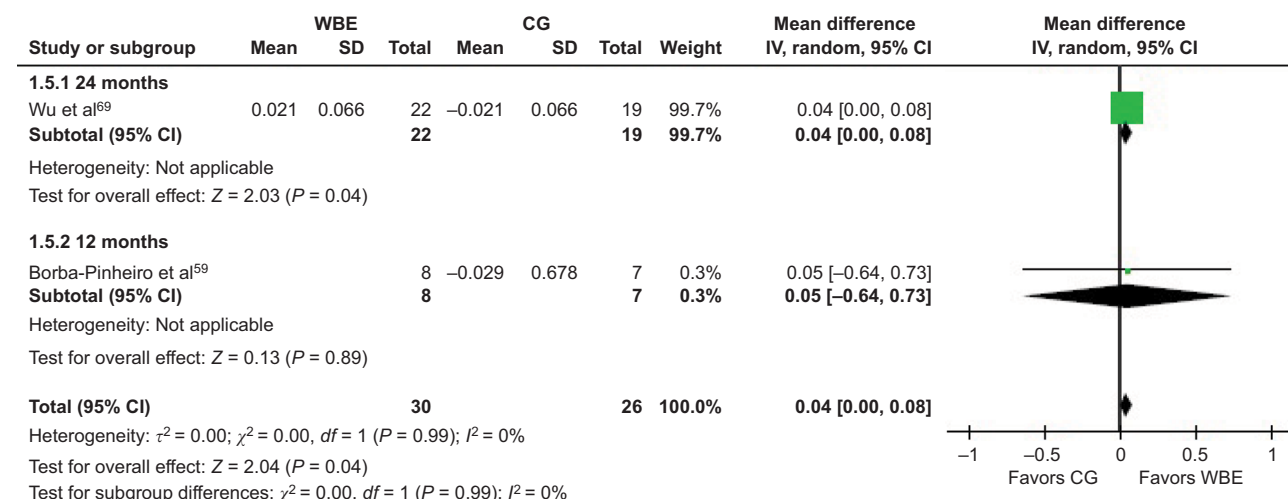 WBE CG Mean difference Mean difference
Study or subgroup Mean SD Total Mean SD Total Weight IV, random, 95% CI IV, random, 95% CI
1.5.1 24 months
Wu et al⁶⁹ 0.021 0.066 22 –0.021 0.066 19 99.7% 0.04 [0.00, 0.08]
Subtotal (95% CI) 22 19 99.7% 0.04 [0.00, 0.08]
Heterogeneity: Not applicable
Test for overall effect: Z = 2.03 (P = 0.04)
1.5.2 12 months
Borba-Pinheiro et al⁵⁹ 8 –0.029 0.678 7 0.3% 0.05 [–0.64, 0.73]
Subtotal (95% CI) 8 7 0.3% 0.05 [–0.64, 0.73]
Heterogeneity: Not applicable
Test for overall effect: Z = 0.13 (P = 0.89)
Total (95% CI) 30 26 100.0% 0.04 [0.00, 0.08]
Heterogeneity: τ² = 0.00; χ² = 0.00, df = 1 (P = 0.99); I² = 0%
Test for overall effect: Z = 2.04 (P = 0.04)
Test for subgroup differences: χ² = 0.00, df = 1 (P = 0.99); I² = 0%
–1 –0.5 0 0.5 1
Favors CG Favors WBE